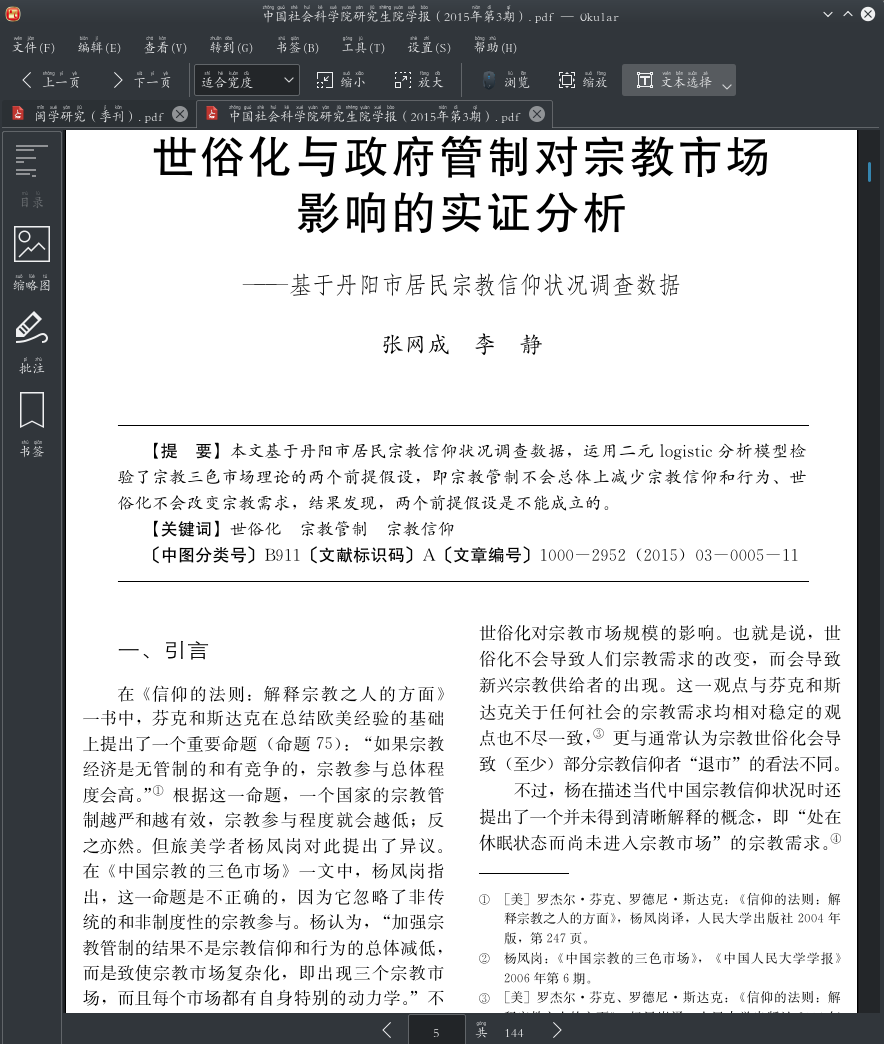 中国社会科学院研究生院学报（2015年第3期）.pdf — Okular
文件(F) 编辑(E) 查看(V) 转到(G) 书签(B) 工具(T) 设置(S) 帮助(H)
上一页 下一页 适合宽度 缩小 放大 浏览 缩放 文本选择
闽学研究（季刊）.pdf 中国社会科学院研究生院学报（2015年第3期）.pdf
目录
缩略图
批注
书签
世俗化与政府管制对宗教市场
影响的实证分析
——基于丹阳市居民宗教信仰状况调查数据
张网成 李 静
【提 要】本文基于丹阳市居民宗教信仰状况调查数据，运用二元 logistic 分析模型检
验了宗教三色市场理论的两个前提假设，即宗教管制不会总体上减少宗教信仰和行为、世
俗化不会改变宗教需求，结果发现，两个前提假设是不能成立的。
【关键词】世俗化 宗教管制 宗教信仰
〔中图分类号〕B911〔文献标识码〕A〔文章编号〕1000－2952（2015）03－0005－11
一、引言
在《信仰的法则：解释宗教之人的方面》
一书中，芬克和斯达克在总结欧美经验的基础
上提出了一个重要命题（命题 75）：“如果宗教
经济是无管制的和有竞争的，宗教参与总体程
度会高。”① 根据这一命题，一个国家的宗教管
制越严和越有效，宗教参与程度就会越低；反
之亦然。但旅美学者杨凤岗对此提出了异议。
在《中国宗教的三色市场》一文中，杨凤岗指
出，这一命题是不正确的，因为它忽略了非传
统的和非制度性的宗教参与。杨认为，“加强宗
教管制的结果不是宗教信仰和行为的总体减低，
而是致使宗教市场复杂化，即出现三个宗教市
场，而且每个市场都有自身特别的动力学。”不
世俗化对宗教市场规模的影响。也就是说，世
俗化不会导致人们宗教需求的改变，而会导致
新兴宗教供给者的出现。这一观点与芬克和斯
达克关于任何社会的宗教需求均相对稳定的观
点也不尽一致，③ 更与通常认为宗教世俗化会导
致（至少）部分宗教信仰者“退市”的看法不同。
不过，杨在描述当代中国宗教信仰状况时还
提出了一个并未得到清晰解释的概念，即“处在
休眠状态而尚未进入宗教市场”的宗教需求。④
① ［美］罗杰尔·芬克、罗德尼·斯达克：《信仰的法则：解
释宗教之人的方面》，杨凤岗译，人民大学出版社 2004 年
版，第 247 页。
② 杨凤岗：《中国宗教的三色市场》，《中国人民大学学报》
2006 年第 6 期。
③ ［美］罗杰尔·芬克、罗德尼·斯达克：《信仰的法则：解
5 共 144